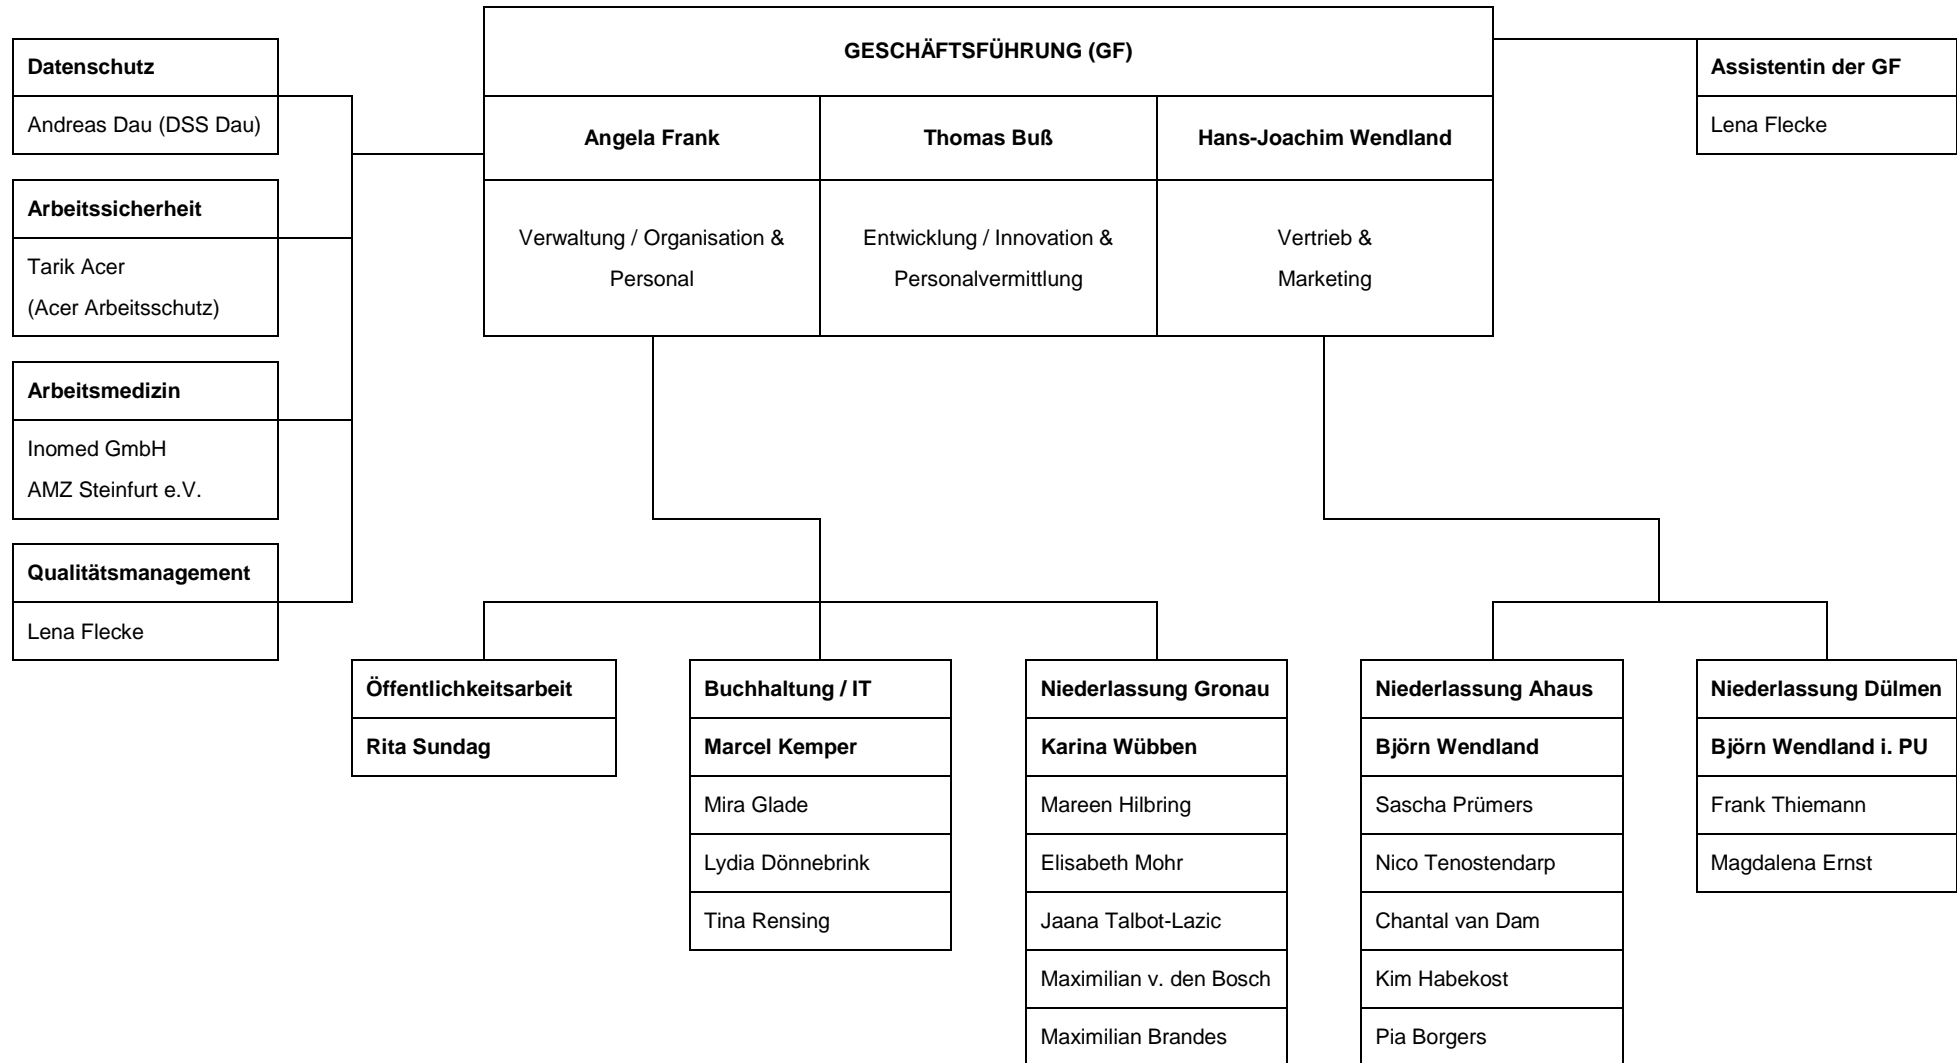 GESCHÄFTSFÜHRUNG (GF)
Angela Frank
Thomas Buß
Hans-Joachim Wendland
Verwaltung / Organisation &
Personal
Entwicklung / Innovation &
Personalvermittlung
Vertrieb &
Marketing
Datenschutz
Andreas Dau (DSS Dau)
Arbeitssicherheit
Tarik Acer
(Acer Arbeitsschutz)
Arbeitsmedizin
Inomed GmbH
AMZ Steinfurt e.V.
Qualitätsmanagement
Lena Flecke
Assistentin der GF
Lena Flecke
Öffentlichkeitsarbeit
Rita Sundag
Buchhaltung / IT
Marcel Kemper
Mira Glade
Lydia Dönnebrink
Tina Rensing
Niederlassung Gronau
Karina Wübben
Mareen Hilbring
Elisabeth Mohr
Jaana Talbot-Lazic
Maximilian v. den Bosch
Maximilian Brandes
Niederlassung Ahaus
Björn Wendland
Sascha Prümers
Nico Tenostendarp
Chantal van Dam
Kim Habekost
Pia Borgers
Niederlassung Dülmen
Björn Wendland i. PU
Frank Thiemann
Magdalena Ernst